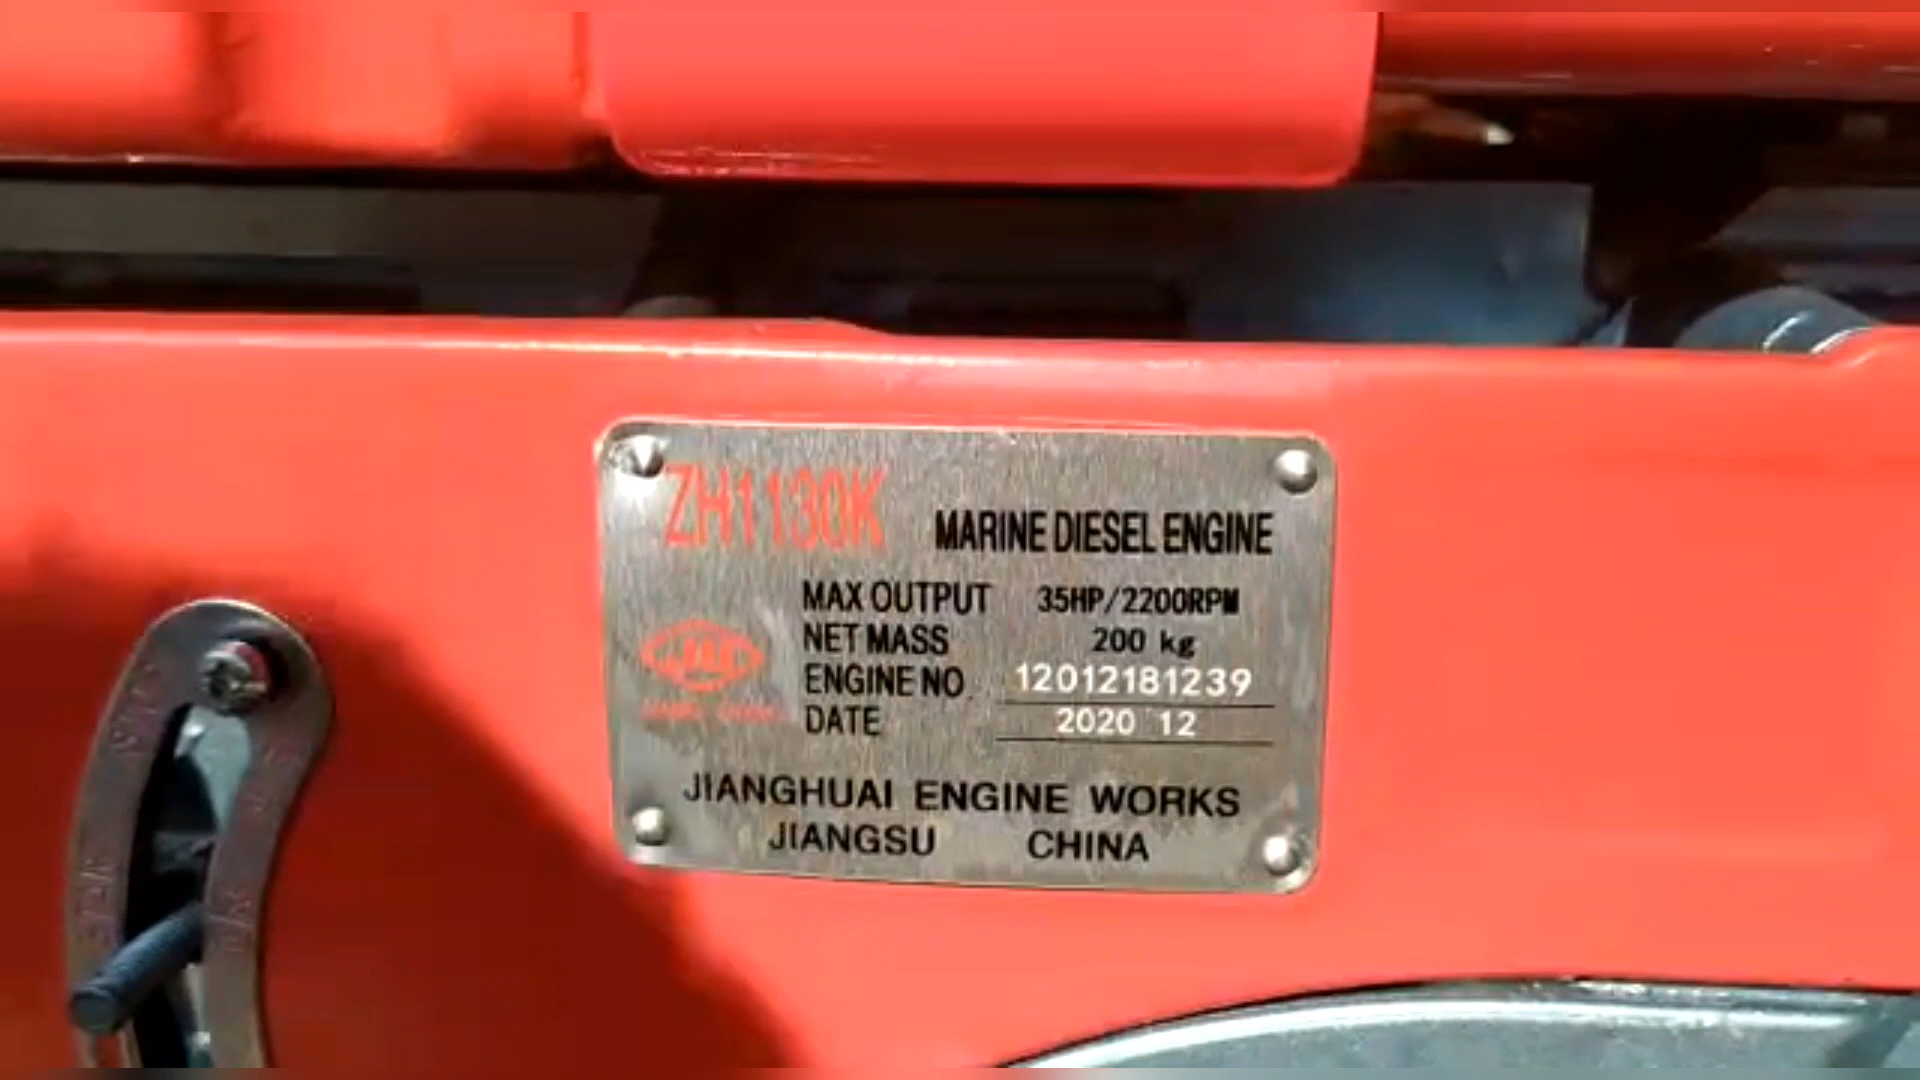 ZH1130K
MARINE DIESEL ENGINE
MAX OUTPUT 35HP/2200RPM
NET MASS 200 kg
ENGINE NO 12012181239
DATE 2020 12
JIANGHUAI ENGINE WORKS
JIANGSU CHINA